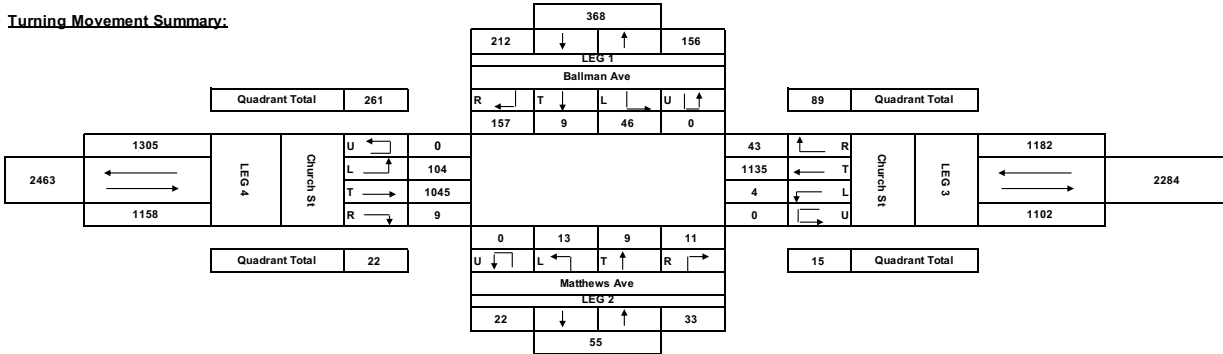 Turning Movement Summary:
368
212 156
LEG 1
Ballman Ave
Quadrant Total 261
R T L U
89 Quadrant Total
157 9 46 0
1305
U 0
43 R
1182
2463
LEG 4
Church St
L 104
1135 T
Church St
LEG 3
2284
T 1045
4 L
1158
R 9
0 U
1102
0 13 9 11
Quadrant Total 22
U L T R
15 Quadrant Total
Matthews Ave
LEG 2
22 33
55